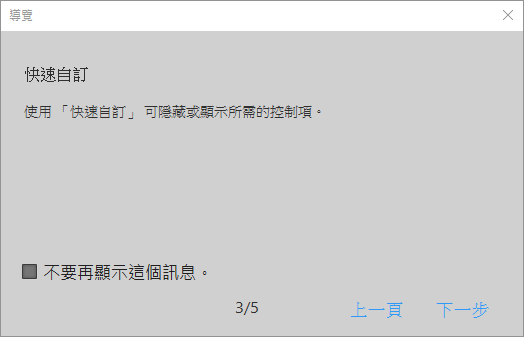 導覽
快速自訂
使用 「快速自訂」 可隱藏或顯示所需的控制項。
不要再顯示這個訊息。
3/5 上一頁 下一步